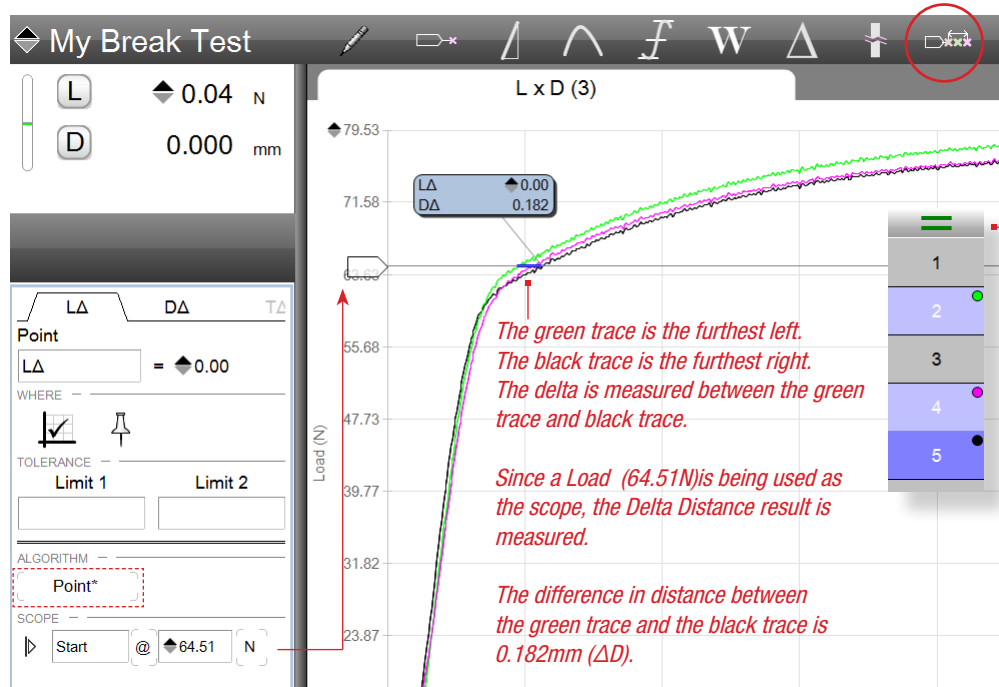 My Break Test
W
L 0.04 N
D 0.000 mm
L x D (3)
79.53
71.58
63.63
55.68
47.73
39.77
31.82
23.87
Load (N)
LΔ 0.00
DΔ 0.182
LΔ DΔ TΔ
Point
LΔ = 0.00
WHERE
TOLERANCE
Limit 1 Limit 2
ALGORITHM
Point*
SCOPE
Start @ 64.51 N
The green trace is the furthest left.
The black trace is the furthest right.
The delta is measured between the green
trace and black trace.
Since a Load (64.51N)is being used as
the scope, the Delta Distance result is
measured.
The difference in distance between
the green trace and the black trace is
0.182mm (ΔD).
1
2
3
4
5